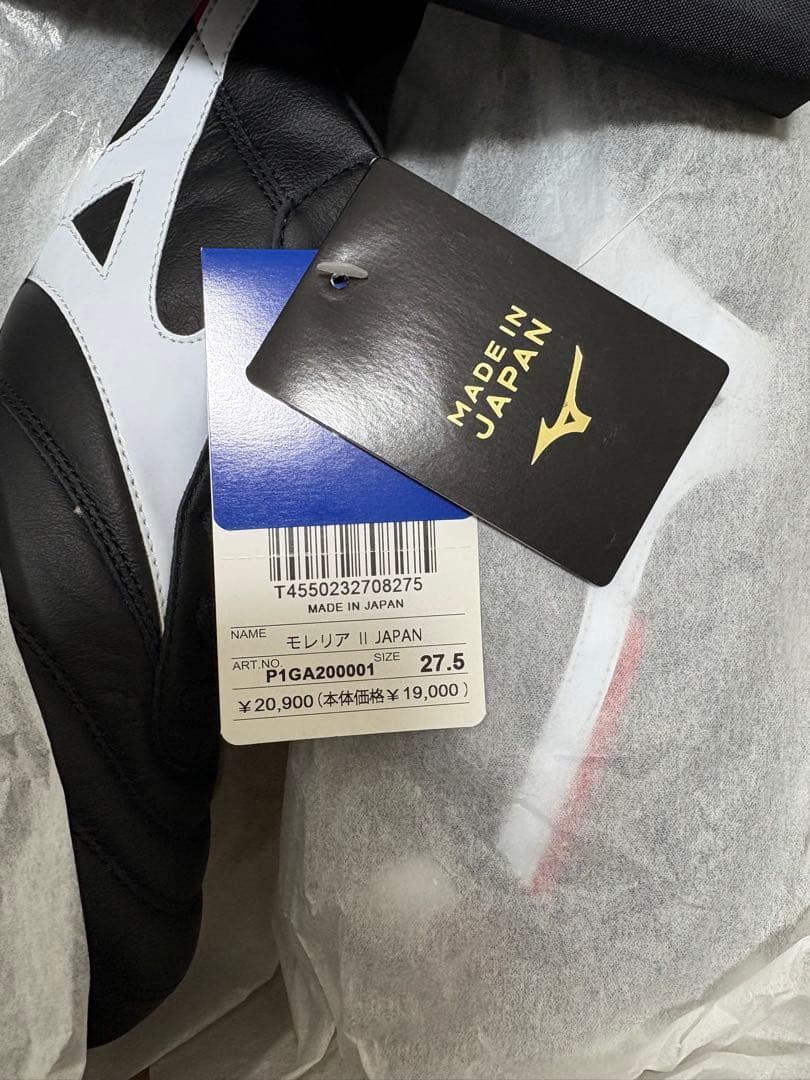 MADE IN
JAPAN
T4550232708275
MADE IN JAPAN
NAME モレリア II JAPAN
ART.NO. P1GA200001 SIZE 27.5
¥20,900(本体価格¥19,000)